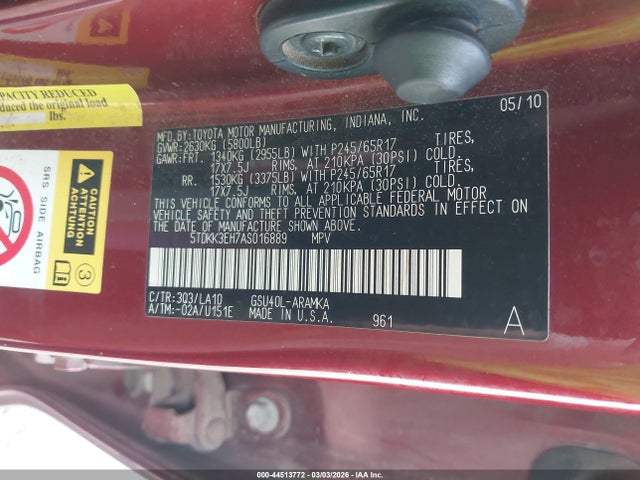 APACITY REDUCED
duced the original load
lbs.
SRS SIDE AIRBAG
3
MFD.BY:TOYOTA MOTOR MANUFACTURING, INDIANA, INC. 05/10
GVWR:2630KG (5800LB)
GAWR:FRT. 1340KG (2955LB) WITH P245/65R17 TIRES,
17X7.5J RIMS, AT 210KPA (30PSI) COLD.
RR. 1530KG (3375LB) WITH P245/65R17 TIRES,
17X7.5J RIMS, AT 210KPA (30PSI) COLD.
THIS VEHICLE CONFORMS TO ALL APPLICABLE FEDERAL MOTOR
VEHICLE SAFETY AND THEFT PREVENTION STANDARDS IN EFFECT ON
THE DATE OF MANUFACTURE SHOWN ABOVE.
5TDKK3EH7AS016889 MPV
C/TR:3Q3/LA10 GSU40L-ARAMKA
A/TM:-02A/U151E MADE IN U.S.A. 961 A
000-44513772 — 03/03/2026 — IAA, INC.